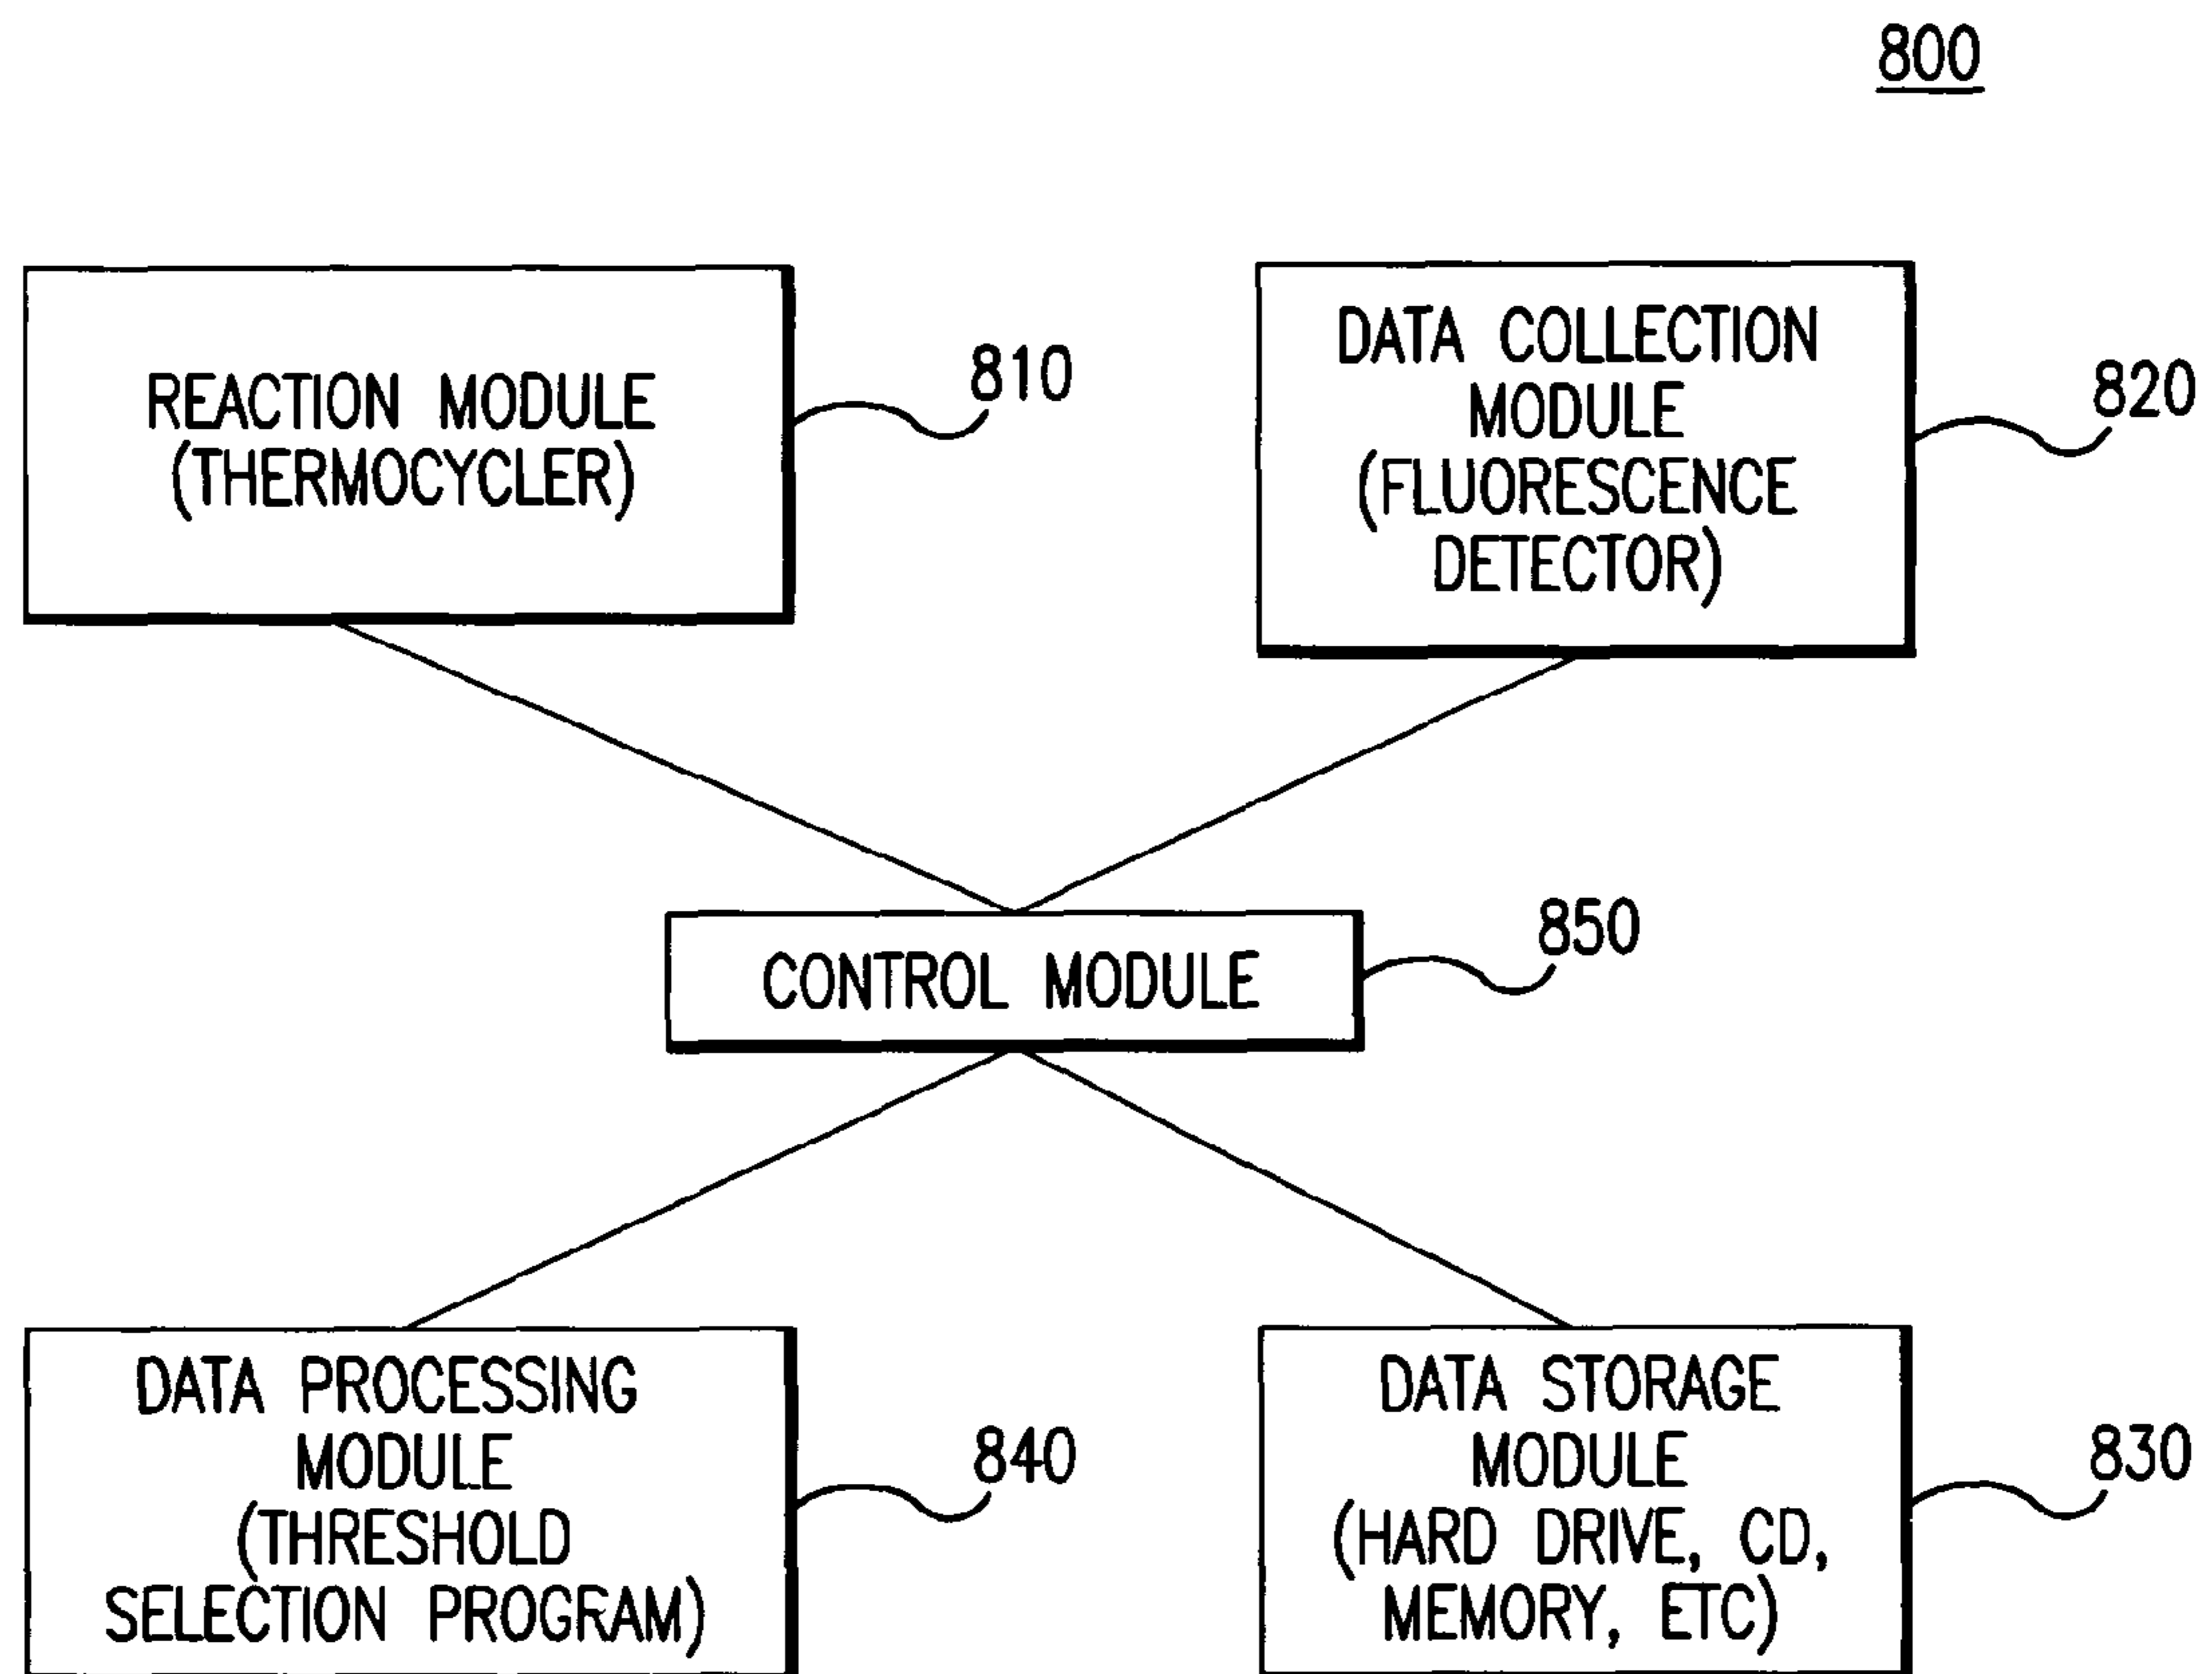 800
REACTION MODULE
(THERMOCYCLER)
810
DATA COLLECTION
MODULE
(FLUORESCENCE
DETECTOR)
820
CONTROL MODULE
850
DATA PROCESSING
MODULE
(THRESHOLD
SELECTION PROGRAM)
840
DATA STORAGE
MODULE
(HARD DRIVE, CD,
MEMORY, ETC)
830